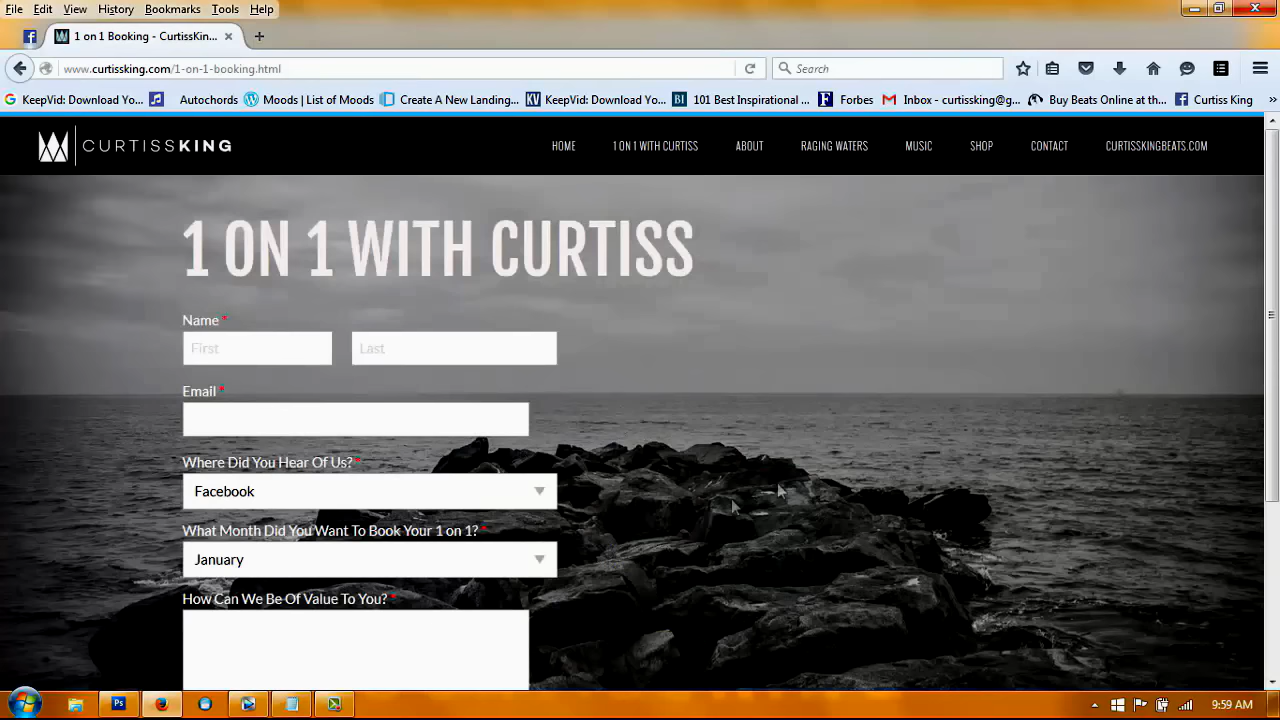 File Edit View History Bookmarks Tools Help
1 on 1 Booking - CurtissKin...
www.curtissking.com/1-on-1-booking.html
Search
KeepVid: Download Yo... Autochords Moods | List of Moods Create A New Landing... KeepVid: Download Yo... 101 Best Inspirational ... Forbes Inbox - curtissking@g... Buy Beats Online at th... Curtiss King
CURTISSKING HOME 1 ON 1 WITH CURTISS ABOUT RAGING WATERS MUSIC SHOP CONTACT CURTISSKINGBEATS.COM
1 ON 1 WITH CURTISS
Name *
First Last
Email *
Where Did You Hear Of Us? *
Facebook
What Month Did You Want To Book Your 1 on 1? *
January
How Can We Be Of Value To You? *
9:59 AM